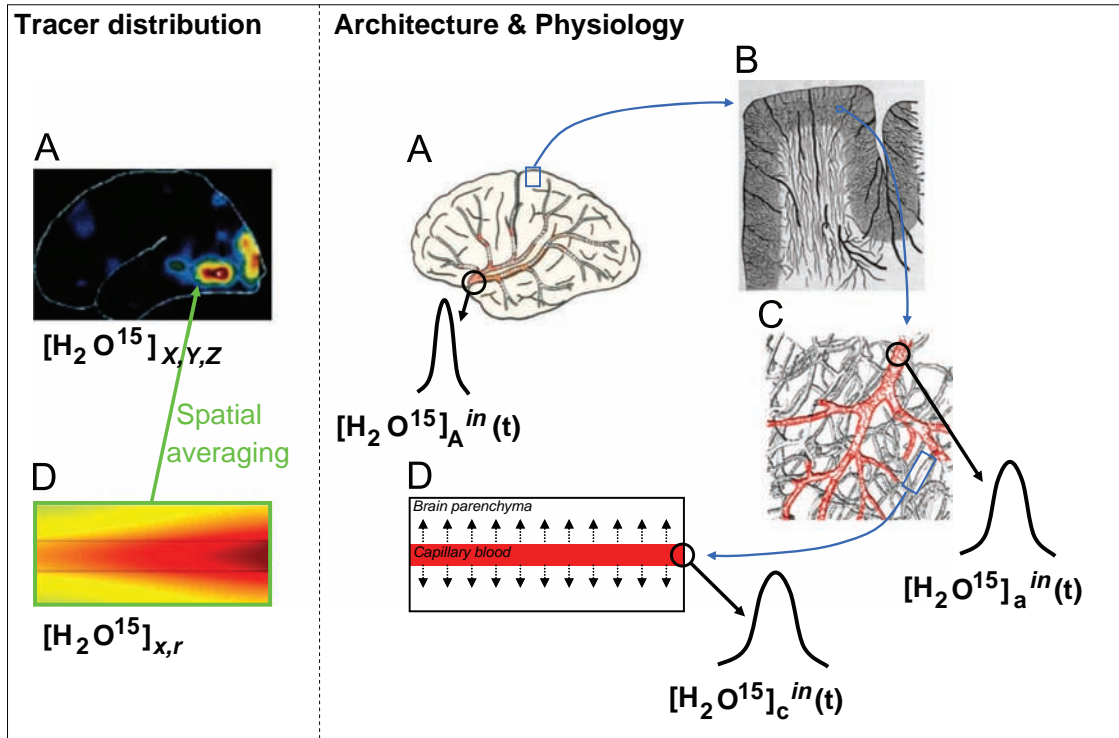 Tracer distribution
A
[H₂O¹⁵]X,Y,Z
Spatial
averaging
D
[H₂O¹⁵]x,r
Architecture & Physiology
A
B
[H₂O¹⁵]Aⁱⁿ(t)
C
[H₂O¹⁵]aⁱⁿ(t)
D
Brain parenchyma
Capillary blood
[H₂O¹⁵]cⁱⁿ(t)